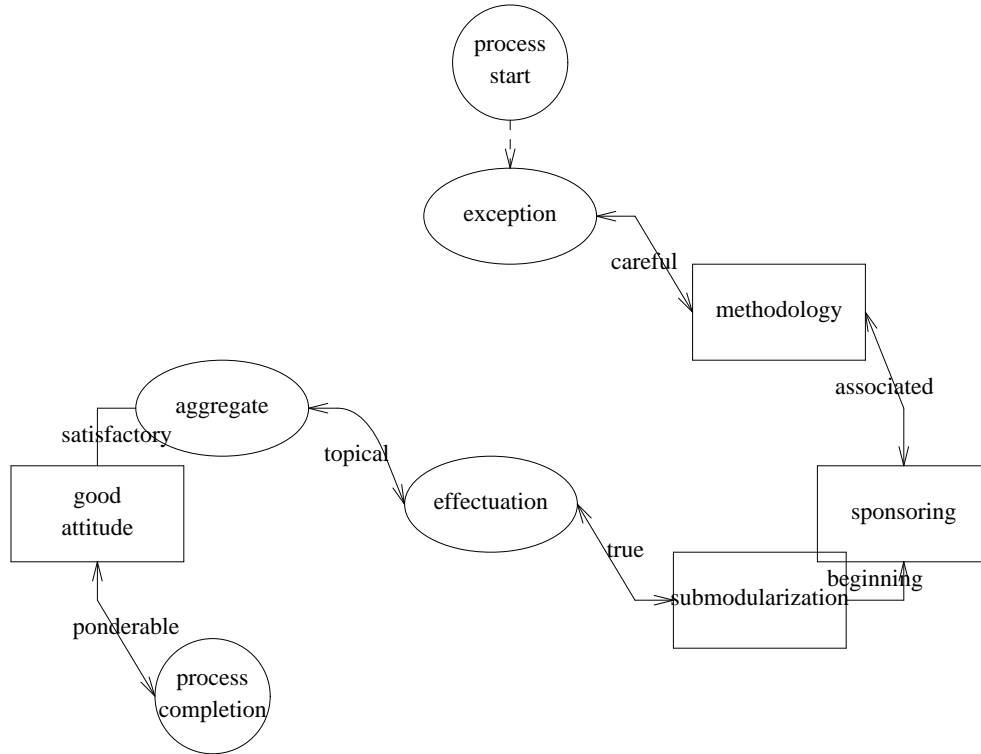 process
start
exception
careful
methodology
associated
aggregate
satisfactory
topical
good
attitude
effectuation
sponsoring
true
beginning
submodularization
ponderable
process
completion